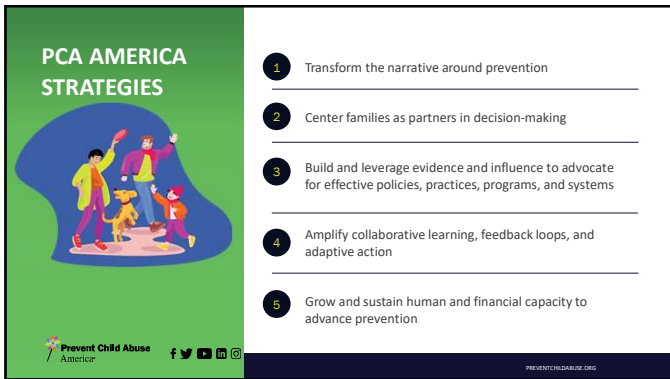 PCA AMERICA
STRATEGIES
1 Transform the narrative around prevention
2 Center families as partners in decision-making
3 Build and leverage evidence and influence to advocate
for effective policies, practices, programs, and systems
4 Amplify collaborative learning, feedback loops, and
adaptive action
5 Grow and sustain human and financial capacity to
advance prevention
Prevent Child Abuse
America
PREVENTCHILDABUSE.ORG